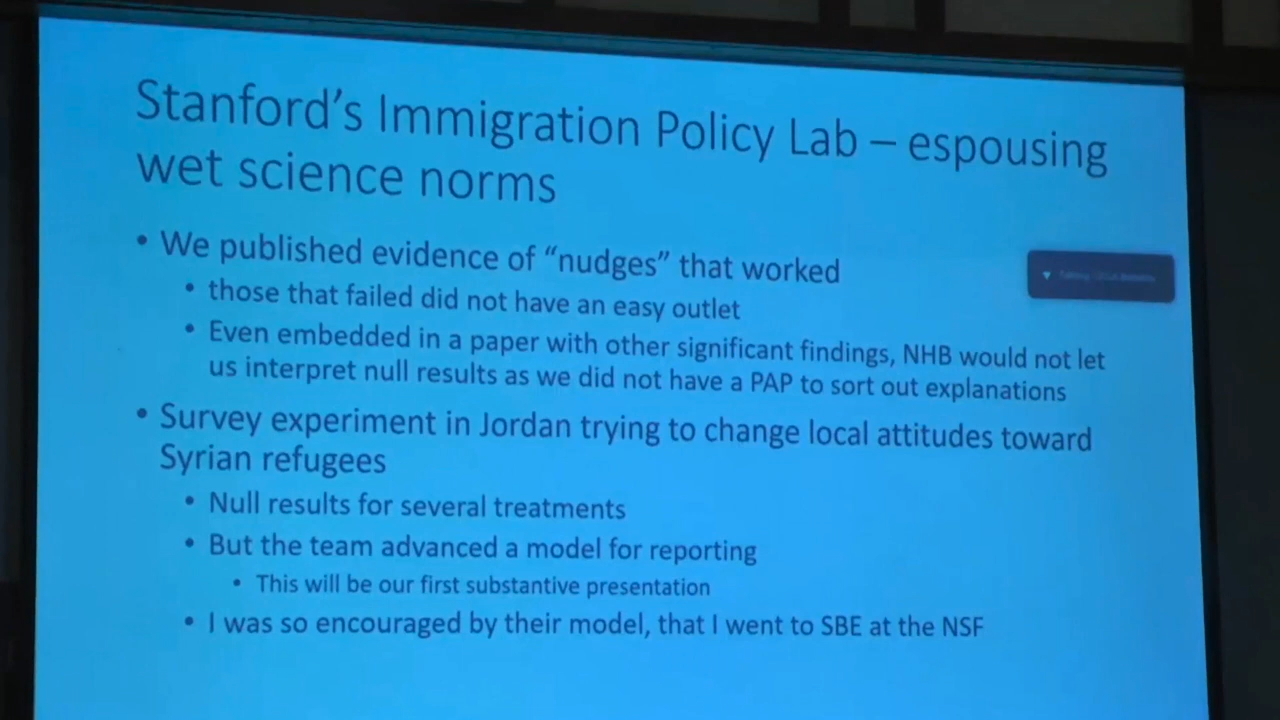 Stanford's Immigration Policy Lab – espousing
wet science norms
• We published evidence of “nudges” that worked
• those that failed did not have an easy outlet
• Even embedded in a paper with other significant findings, NHB would not let
us interpret null results as we did not have a PAP to sort out explanations
• Survey experiment in Jordan trying to change local attitudes toward
Syrian refugees
• Null results for several treatments
• But the team advanced a model for reporting
• This will be our first substantive presentation
• I was so encouraged by their model, that I went to SBE at the NSF